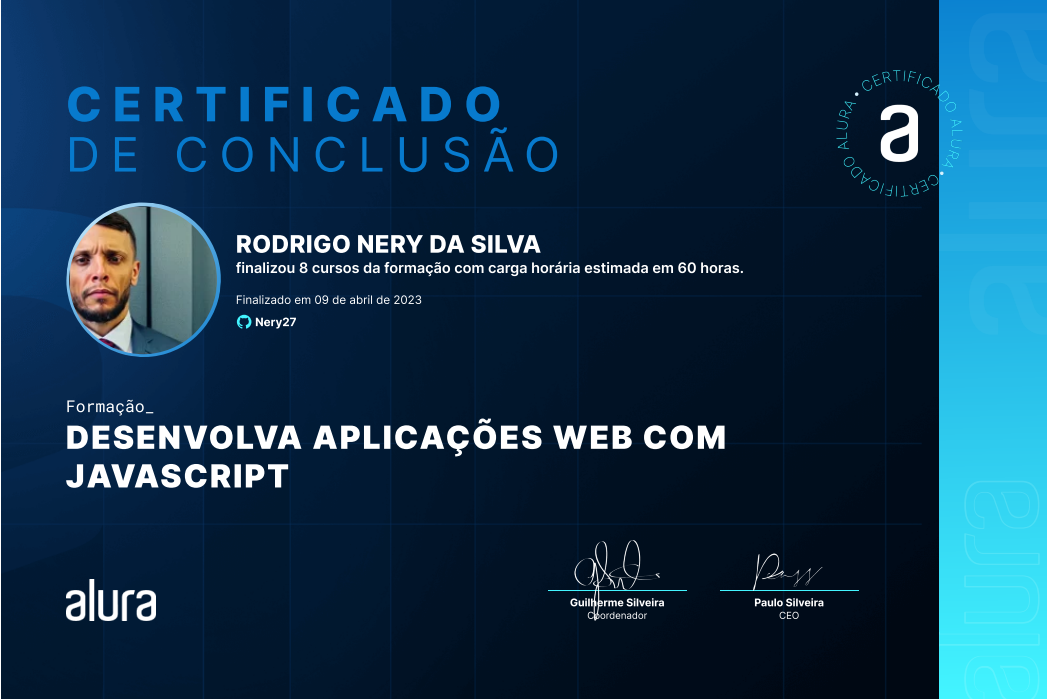 CERTIFICADO
DE CONCLUSÃO
CERTIFICADO ALURA • CERTIFICADO ALURA •
a
RODRIGO NERY DA SILVA
finalizou 8 cursos da formação com carga horária estimada em 60 horas.
Finalizado em 09 de abril de 2023
Nery27
Formação_
DESENVOLVA APLICAÇÕES WEB COM
JAVASCRIPT
alura
Guilherme Silveira
Coordenador
Paulo Silveira
CEO
alura
alura